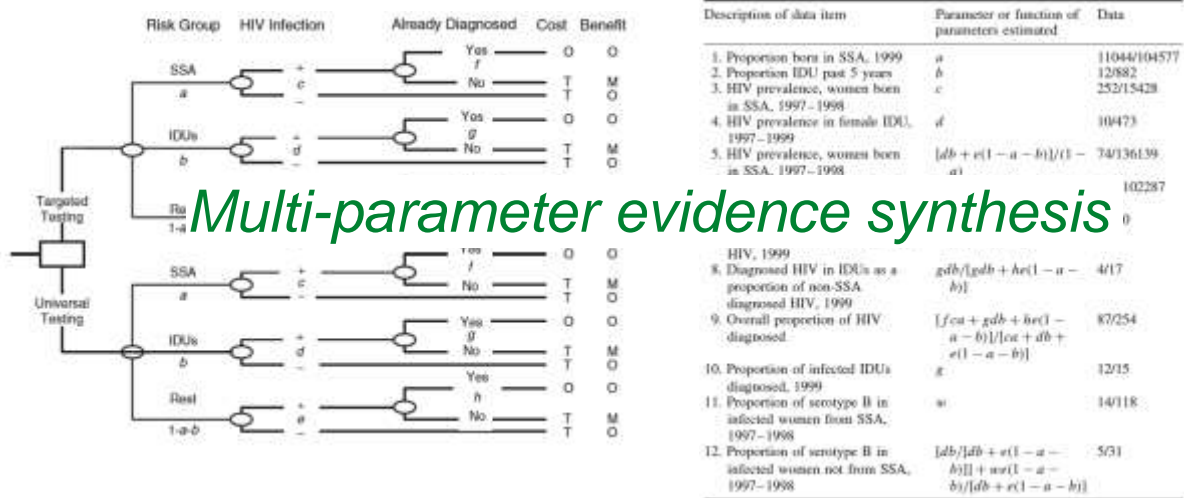 Risk Group HIV Infection Already Diagnosed Cost Benefit
Yes O O
SSA + f
c No T M
a – T O
Yes O O
IDUs + g
d No T M
b – T O
Targeted
Testing
1-a
SSA + f
c No T M
a – T O
Universal
Testing
Yes O O
IDUs + g
d No T M
b – T O
Yes
h O O
Rest +
e No T M
1-a-b – T O
Multi-parameter evidence synthesis
Description of data item Parameter or function of Data
parameters estimated
1. Proportion born in SSA, 1999 a 11044/104577
2. Proportion IDU past 5 years b 12/882
3. HIV prevalence, women born c 252/15428
in SSA, 1997–1998
4. HIV prevalence in female IDU, d 10/473
1997–1999
5. HIV prevalence, women born [db + e(1 − a − b)]/(1 − 74/136139
in SSA, 1997–1998 a)
102287
HIV, 1999
8. Diagnosed HIV in IDUs as a gdb/[gdb + he(1 − a − 4/17
proportion of non-SSA b)]
diagnosed HIV, 1999
9. Overall proportion of HIV [fca + gdb + he(1 − 87/254
diagnosed a − b)]/[ca + db +
e(1 − a − b)]
10. Proportion of infected IDUs g 12/15
diagnosed, 1999
11. Proportion of serotype B in w 14/118
infected women from SSA,
1997–1998
12. Proportion of serotype B in [db/[db + e(1 − a − 5/31
infected women not from SSA, b)]] + we(1 − a −
1997–1998 b)/[db + e(1 − a − b)]